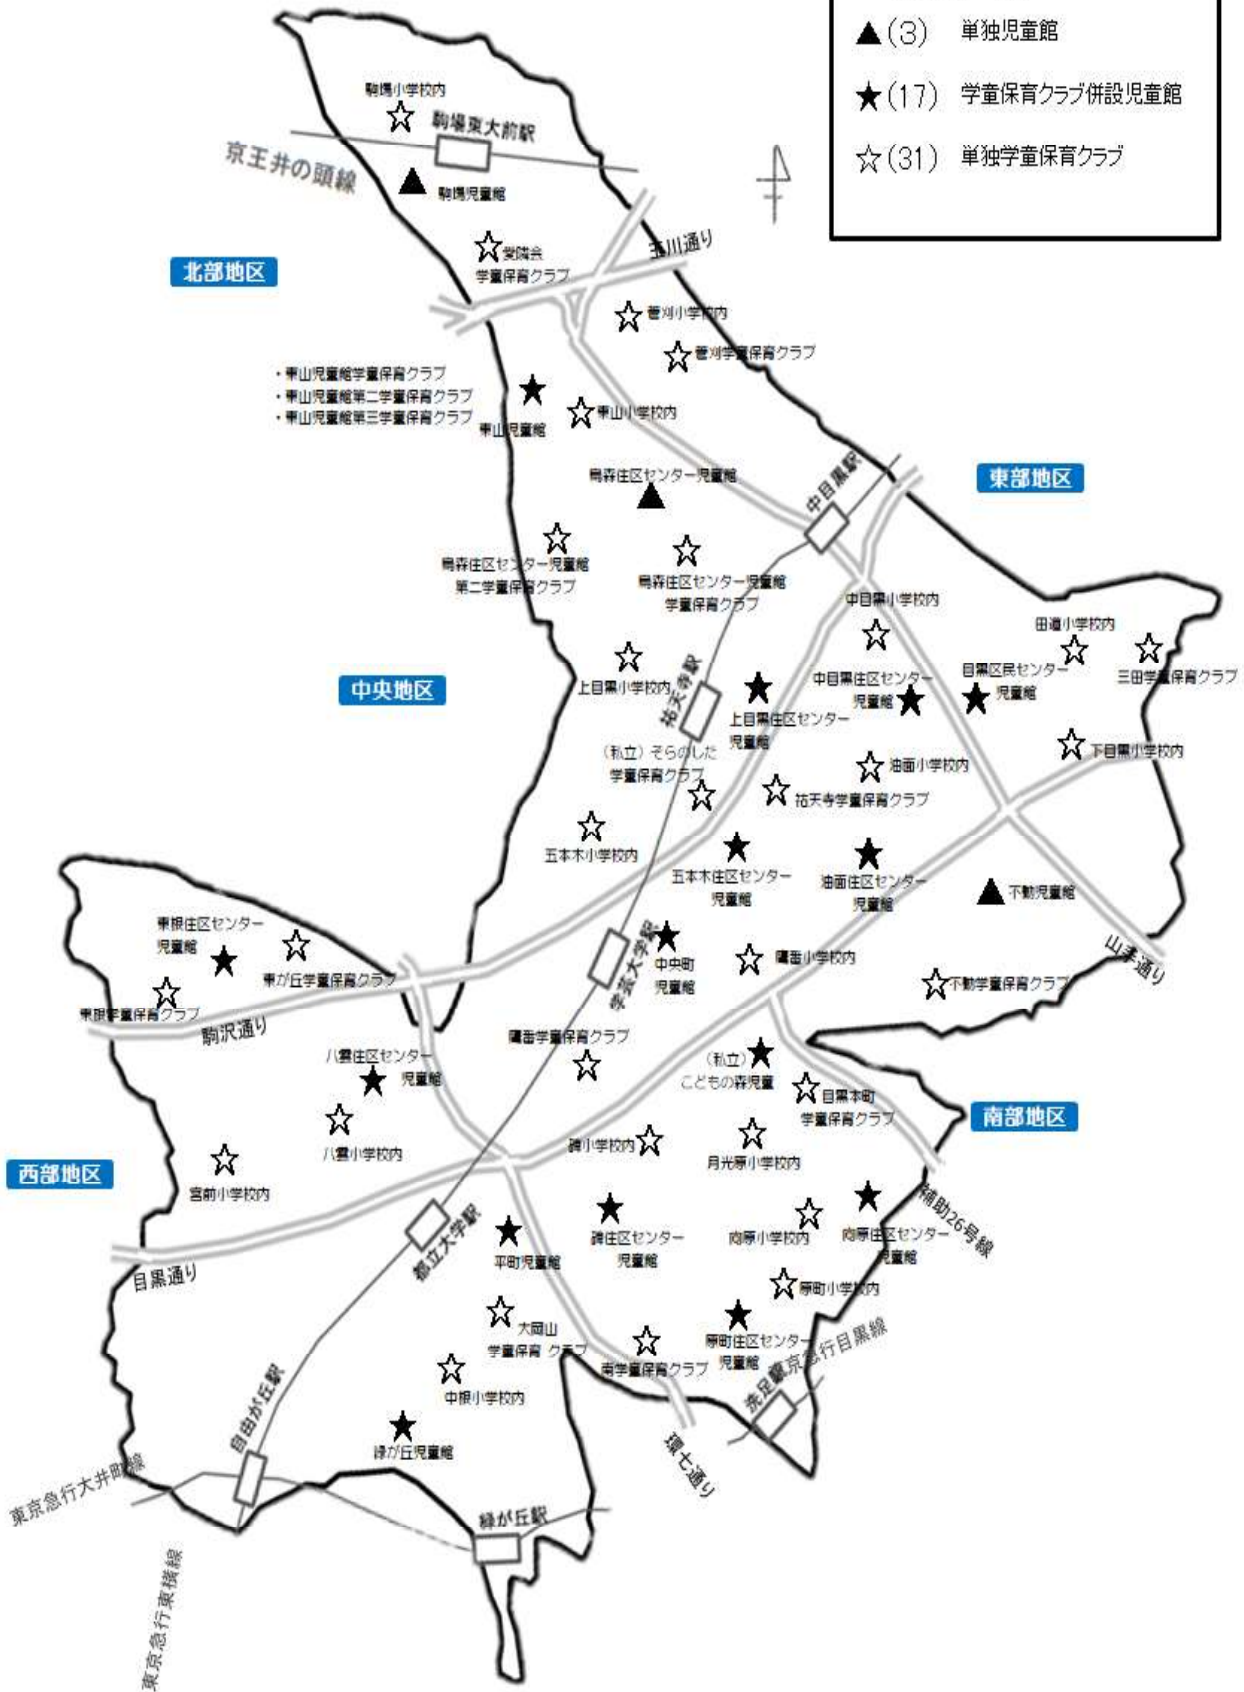 ▲(3) 単独児童館
★(17) 学童保育クラブ併設児童館
☆(31) 単独学童保育クラブ
駒場小学校内
駒場東大前駅
京王井の頭線
駒場児童館
愛隣会
学童保育クラブ
玉川通り
北部地区
菅刈小学校内
菅刈学童保育クラブ
・東山児童館学童保育クラブ
・東山児童館第二学童保育クラブ
・東山児童館第三学童保育クラブ
東山児童館
東山小学校内
烏森住区センター児童館
中目黒駅
東部地区
烏森住区センター児童館
第二学童保育クラブ
烏森住区センター児童館
学童保育クラブ
中目黒小学校内
田道小学校内
三田学童保育クラブ
中央地区
上目黒小学校内
祐天寺駅
上目黒住区センター
児童館
中目黒住区センター
児童館
目黒区民センター
児童館
下目黒小学校内
(私立)そらのした
学童保育クラブ
油面小学校内
祐天寺学童保育クラブ
五本木小学校内
五本木住区センター
児童館
油面住区センター
児童館
不動児童館
東根住区センター
児童館
東が丘学童保育クラブ
東根学童保育クラブ
駒沢通り
学芸大学駅
中央町
児童館
鷹番小学校内
不動学童保育クラブ
山手通り
鷹番学童保育クラブ
八雲住区センター
児童館
(私立)
こどもの森児童
目黒本町
学童保育クラブ
南部地区
八雲小学校内
碑小学校内
月光原小学校内
西部地区
宮前小学校内
目黒通り
都立大学駅
平町児童館
碑住区センター
児童館
向原小学校内
向原住区センター
児童館
補助26号線
原町小学校内
大岡山
学童保育 クラブ
南学童保育クラブ
原町住区センター
児童館
東京急行目黒線
洗足駅
中根小学校内
自由が丘駅
緑が丘児童館
環七通り
東京急行大井町線
緑が丘駅
東京急行東横線